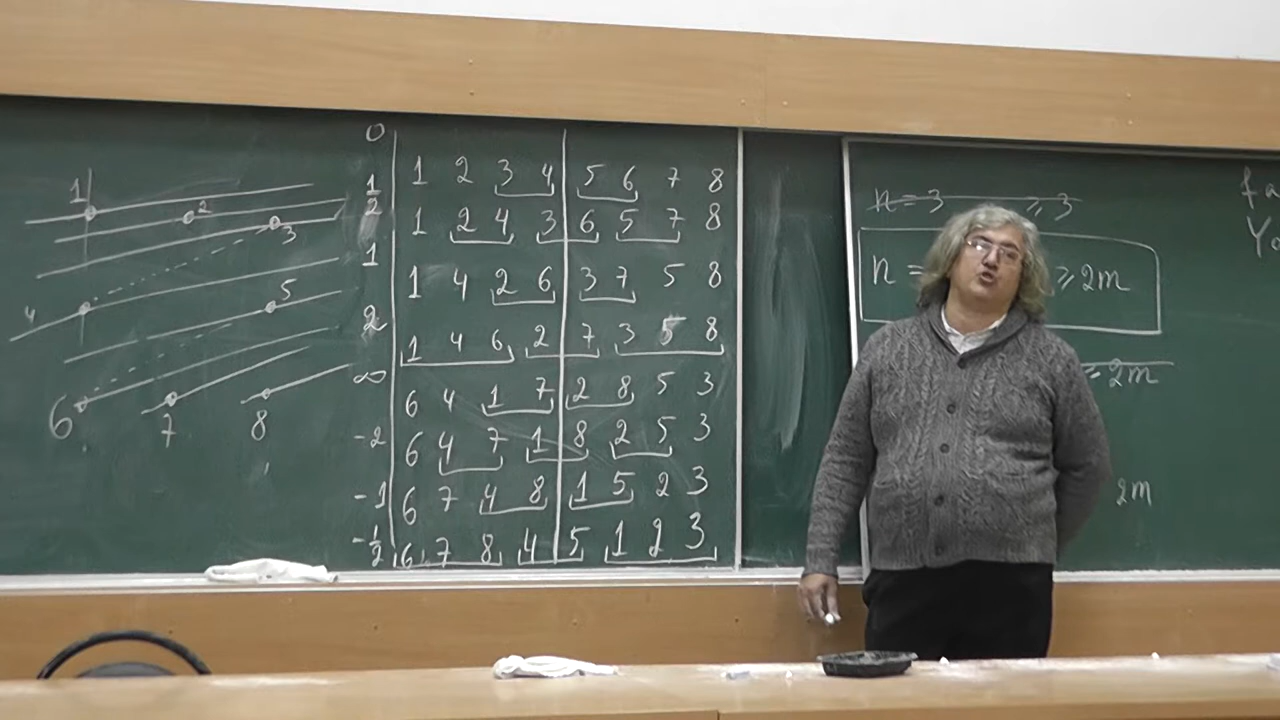 1
2
3
4
5
6 7 8
0
1/2
1
2
∞
-2
-1
-1/2
1 2 3 4 5 6 7 8
1 2 4 3 6 5 7 8
1 4 2 6 3 7 5 8
1 4 6 2 7 3 5 8
6 4 1 7 2 8 5 3
6 4 7 1 8 2 5 3
6 7 4 8 1 5 2 3
6 7 8 4 5 1 2 3
n = 3 ⩾ 3
n = ⩾ 2m
⩾ 2m
2m